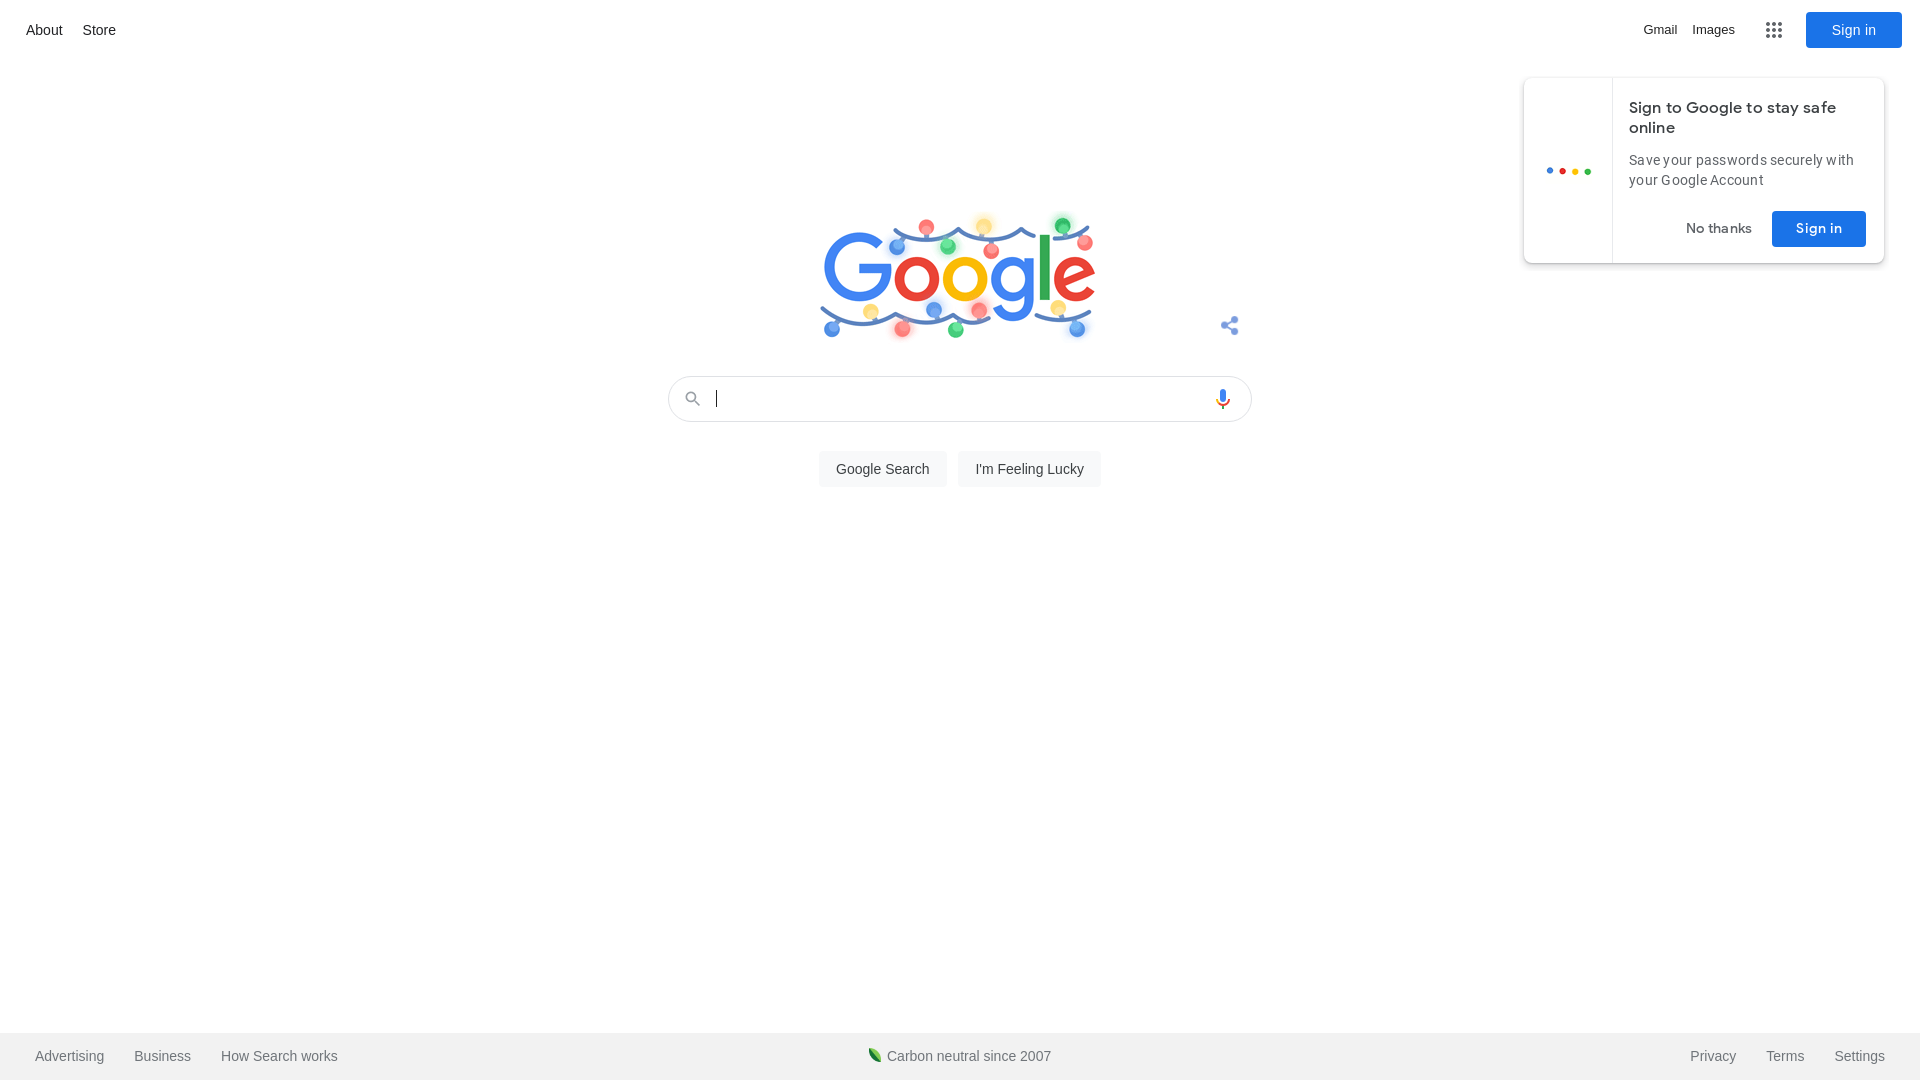 About
Store
Gmail
Images
Sign in
Sign to Google to stay safe
online
Save your passwords securely with
your Google Account
No thanks
Sign in
Google
Google Search
I'm Feeling Lucky
Advertising
Business
How Search works
Carbon neutral since 2007
Privacy
Terms
Settings